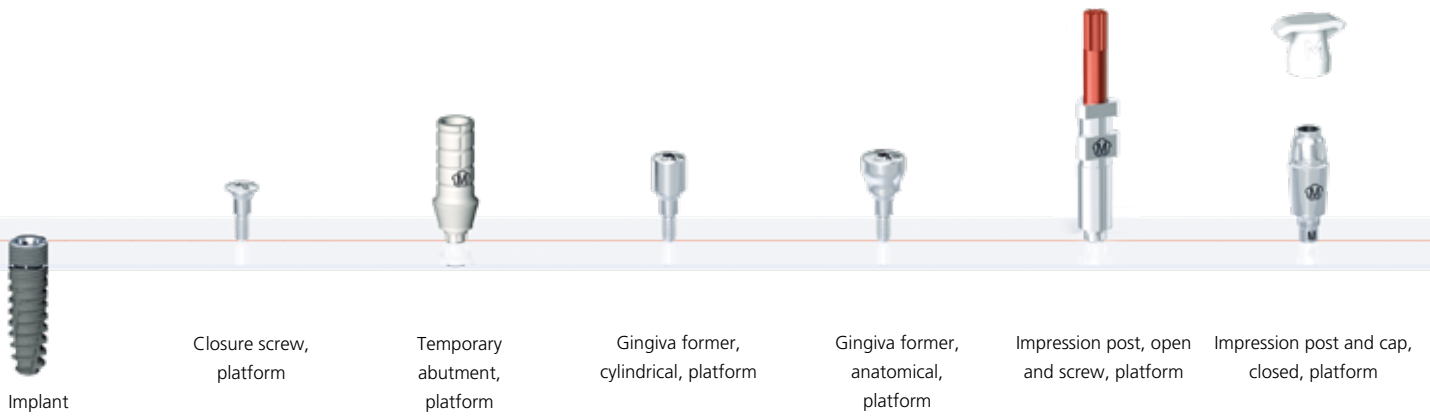 Implant
Closure screw,
platform
Temporary
abutment,
platform
Gingiva former,
cylindrical, platform
Gingiva former,
anatomical,
platform
Impression post, open
and screw, platform
Impression post and cap,
closed, platform
M
M
M